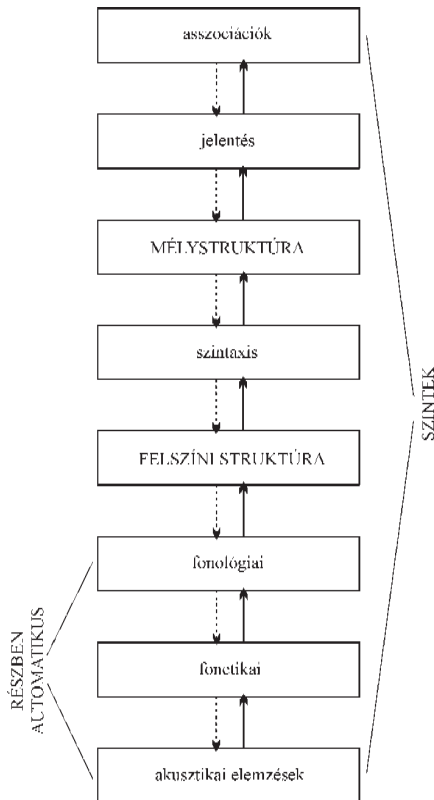 asszociációk
jelentés
MÉLYSTRUKTÚRA
szintaxis
FELSZÍNI STRUKTÚRA
fonológiai
fonetikai
akusztikai elemzések
SZINTEK
RÉSZBEN
AUTOMATIKUS